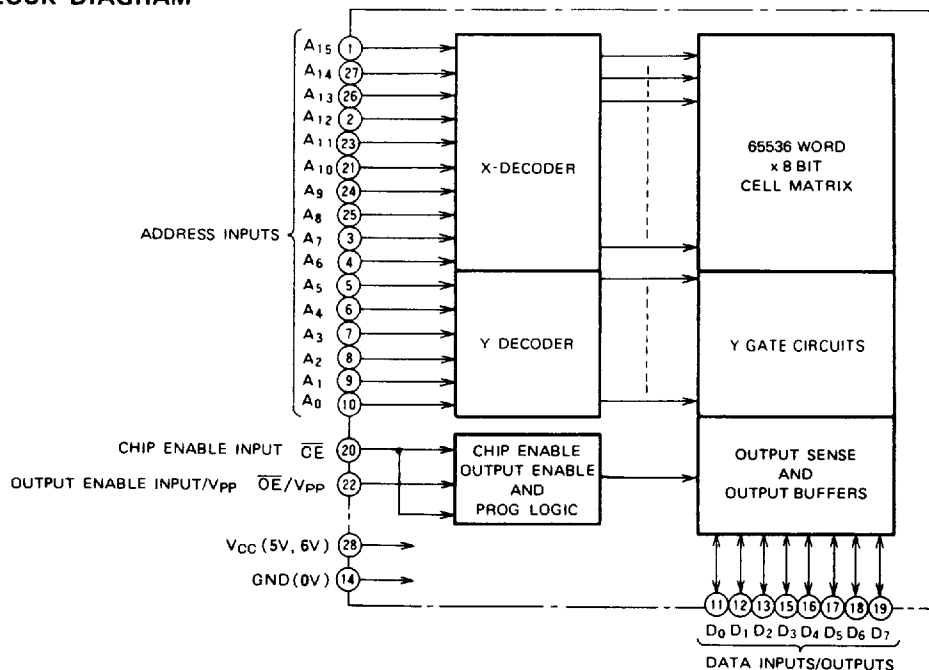 DIAGRAM
A15 1
A14 27
A13 26
A12 2
A11 23
A10 21
A9 24
A8 25
A7 3
A6 4
A5 5
A4 6
A3 7
A2 8
A1 9
A0 10
ADDRESS INPUTS
X-DECODER
65536 WORD
x 8 BIT
CELL MATRIX
Y DECODER
Y GATE CIRCUITS
CHIP ENABLE INPUT CE 20
OUTPUT ENABLE INPUT/VPP OE/VPP 22
CHIP ENABLE
OUTPUT ENABLE
AND
PROG LOGIC
OUTPUT SENSE
AND
OUTPUT BUFFERS
VCC (5V, 6V) 28
GND (0V) 14
11 12 13 15 16 17 18 19
D0 D1 D2 D3 D4 D5 D6 D7
DATA INPUTS/OUTPUTS